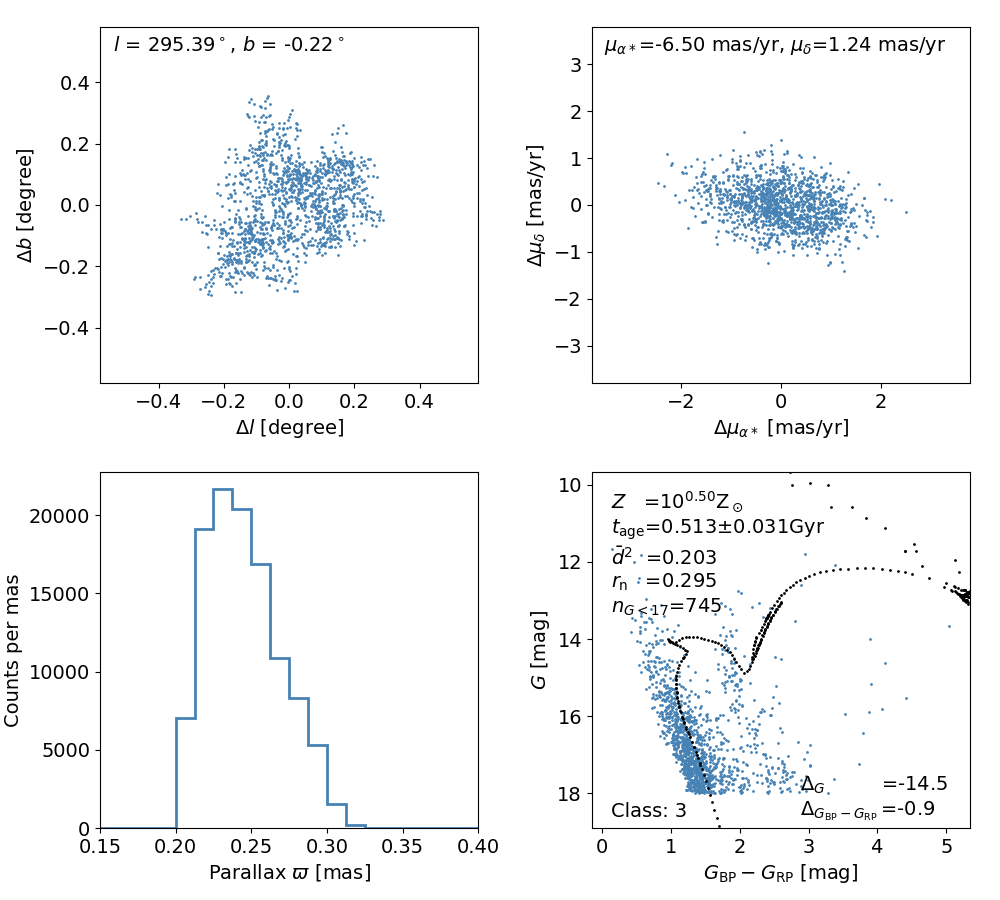 l = 295.39°, b = -0.22°
0.4
0.2
0.0
−0.2
−0.4
Δb [degree]
−0.4 −0.2 0.0 0.2 0.4
Δl [degree]
μα*=-6.50 mas/yr, μδ=1.24 mas/yr
3
2
1
0
−1
−2
−3
Δμδ [mas/yr]
−2 0 2
Δμα* [mas/yr]
20000
15000
10000
5000
0
Counts per mas
0.15 0.20 0.25 0.30 0.35 0.40
Parallax ϖ [mas]
Z =10^0.50 Z⊙
t_age=0.513±0.031Gyr
d̄² =0.203
r_n =0.295
n_G<17=745
Δ_G =-14.5
Δ_GBP−GRP =-0.9
Class: 3
10
12
14
16
18
G [mag]
0 1 2 3 4 5
G_BP − G_RP [mag]